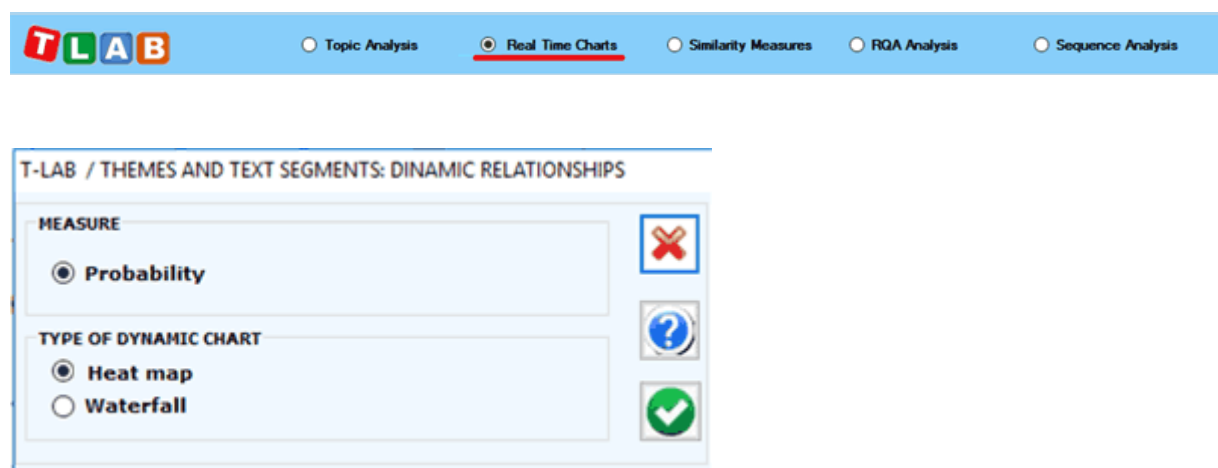 TLAB Topic Analysis Real Time Charts Similarity Measures RQA Analysis Sequence Analysis
T-LAB / THEMES AND TEXT SEGMENTS: DINAMIC RELATIONSHIPS
MEASURE
Probability
TYPE OF DYNAMIC CHART
Heat map
Waterfall